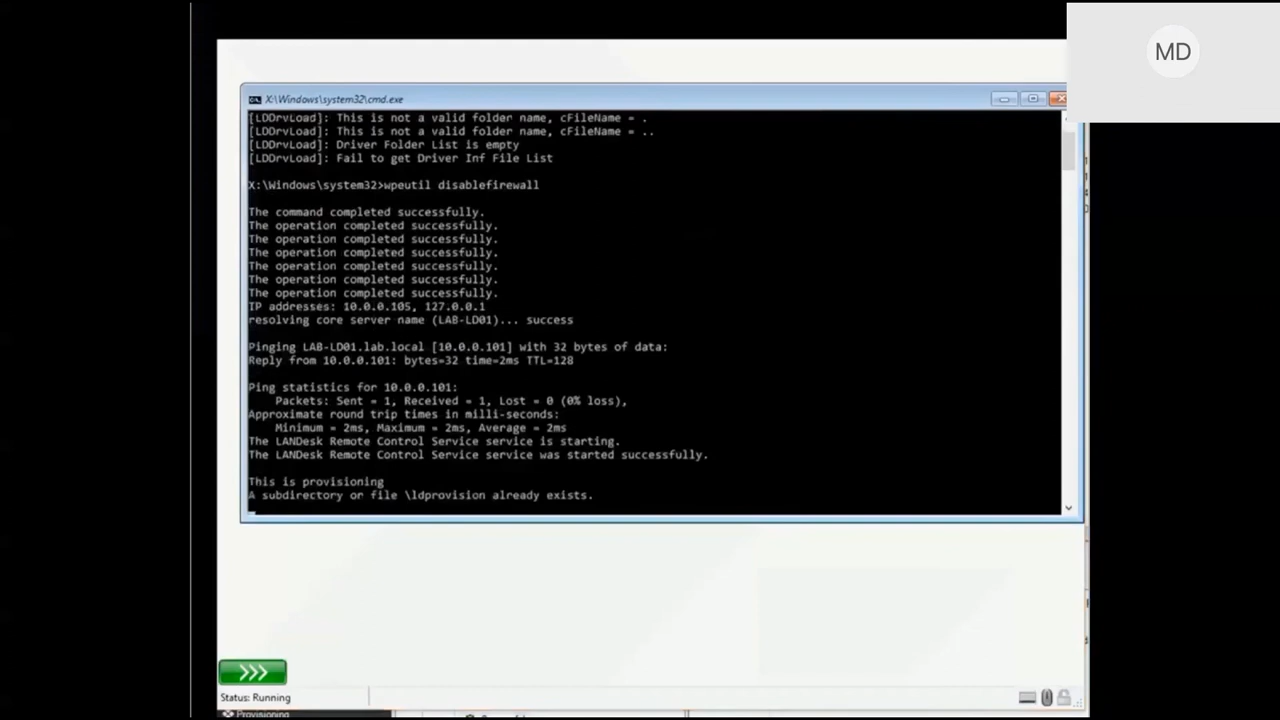 MD
X:\Windows\system32\cmd.exe
[LDDrvLoad]: This is not a valid folder name, cFileName = .
[LDDrvLoad]: This is not a valid folder name, cFileName = ..
[LDDrvLoad]: Driver Folder List is empty
[LDDrvLoad]: Fail to get Driver Inf File List
X:\Windows\system32>wpeutil disablefirewall
The command completed successfully.
The operation completed successfully.
The operation completed successfully.
The operation completed successfully.
The operation completed successfully.
The operation completed successfully.
The operation completed successfully.
IP addresses: 10.0.0.105, 127.0.0.1
resolving core server name (LAB-LD01)... success
Pinging LAB-LD01.lab.local [10.0.0.101] with 32 bytes of data:
Reply from 10.0.0.101: bytes=32 time=2ms TTL=128
Ping statistics for 10.0.0.101:
Packets: Sent = 1, Received = 1, Lost = 0 (0% loss),
Approximate round trip times in milli-seconds:
Minimum = 2ms, Maximum = 2ms, Average = 2ms
The LANDesk Remote Control Service service is starting.
The LANDesk Remote Control Service service was started successfully.
This is provisioning
A subdirectory or file \ldprovision already exists.
Status: Running
Provisioning